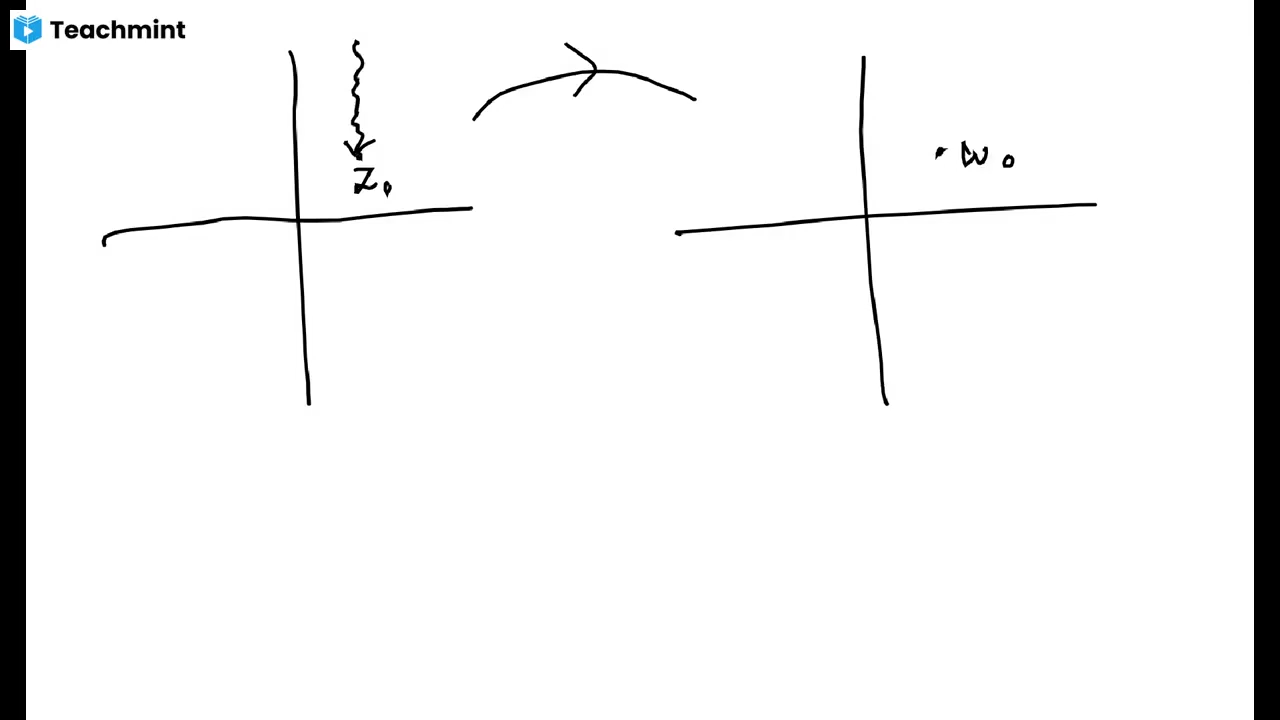 Teachmint
z₀
w₀